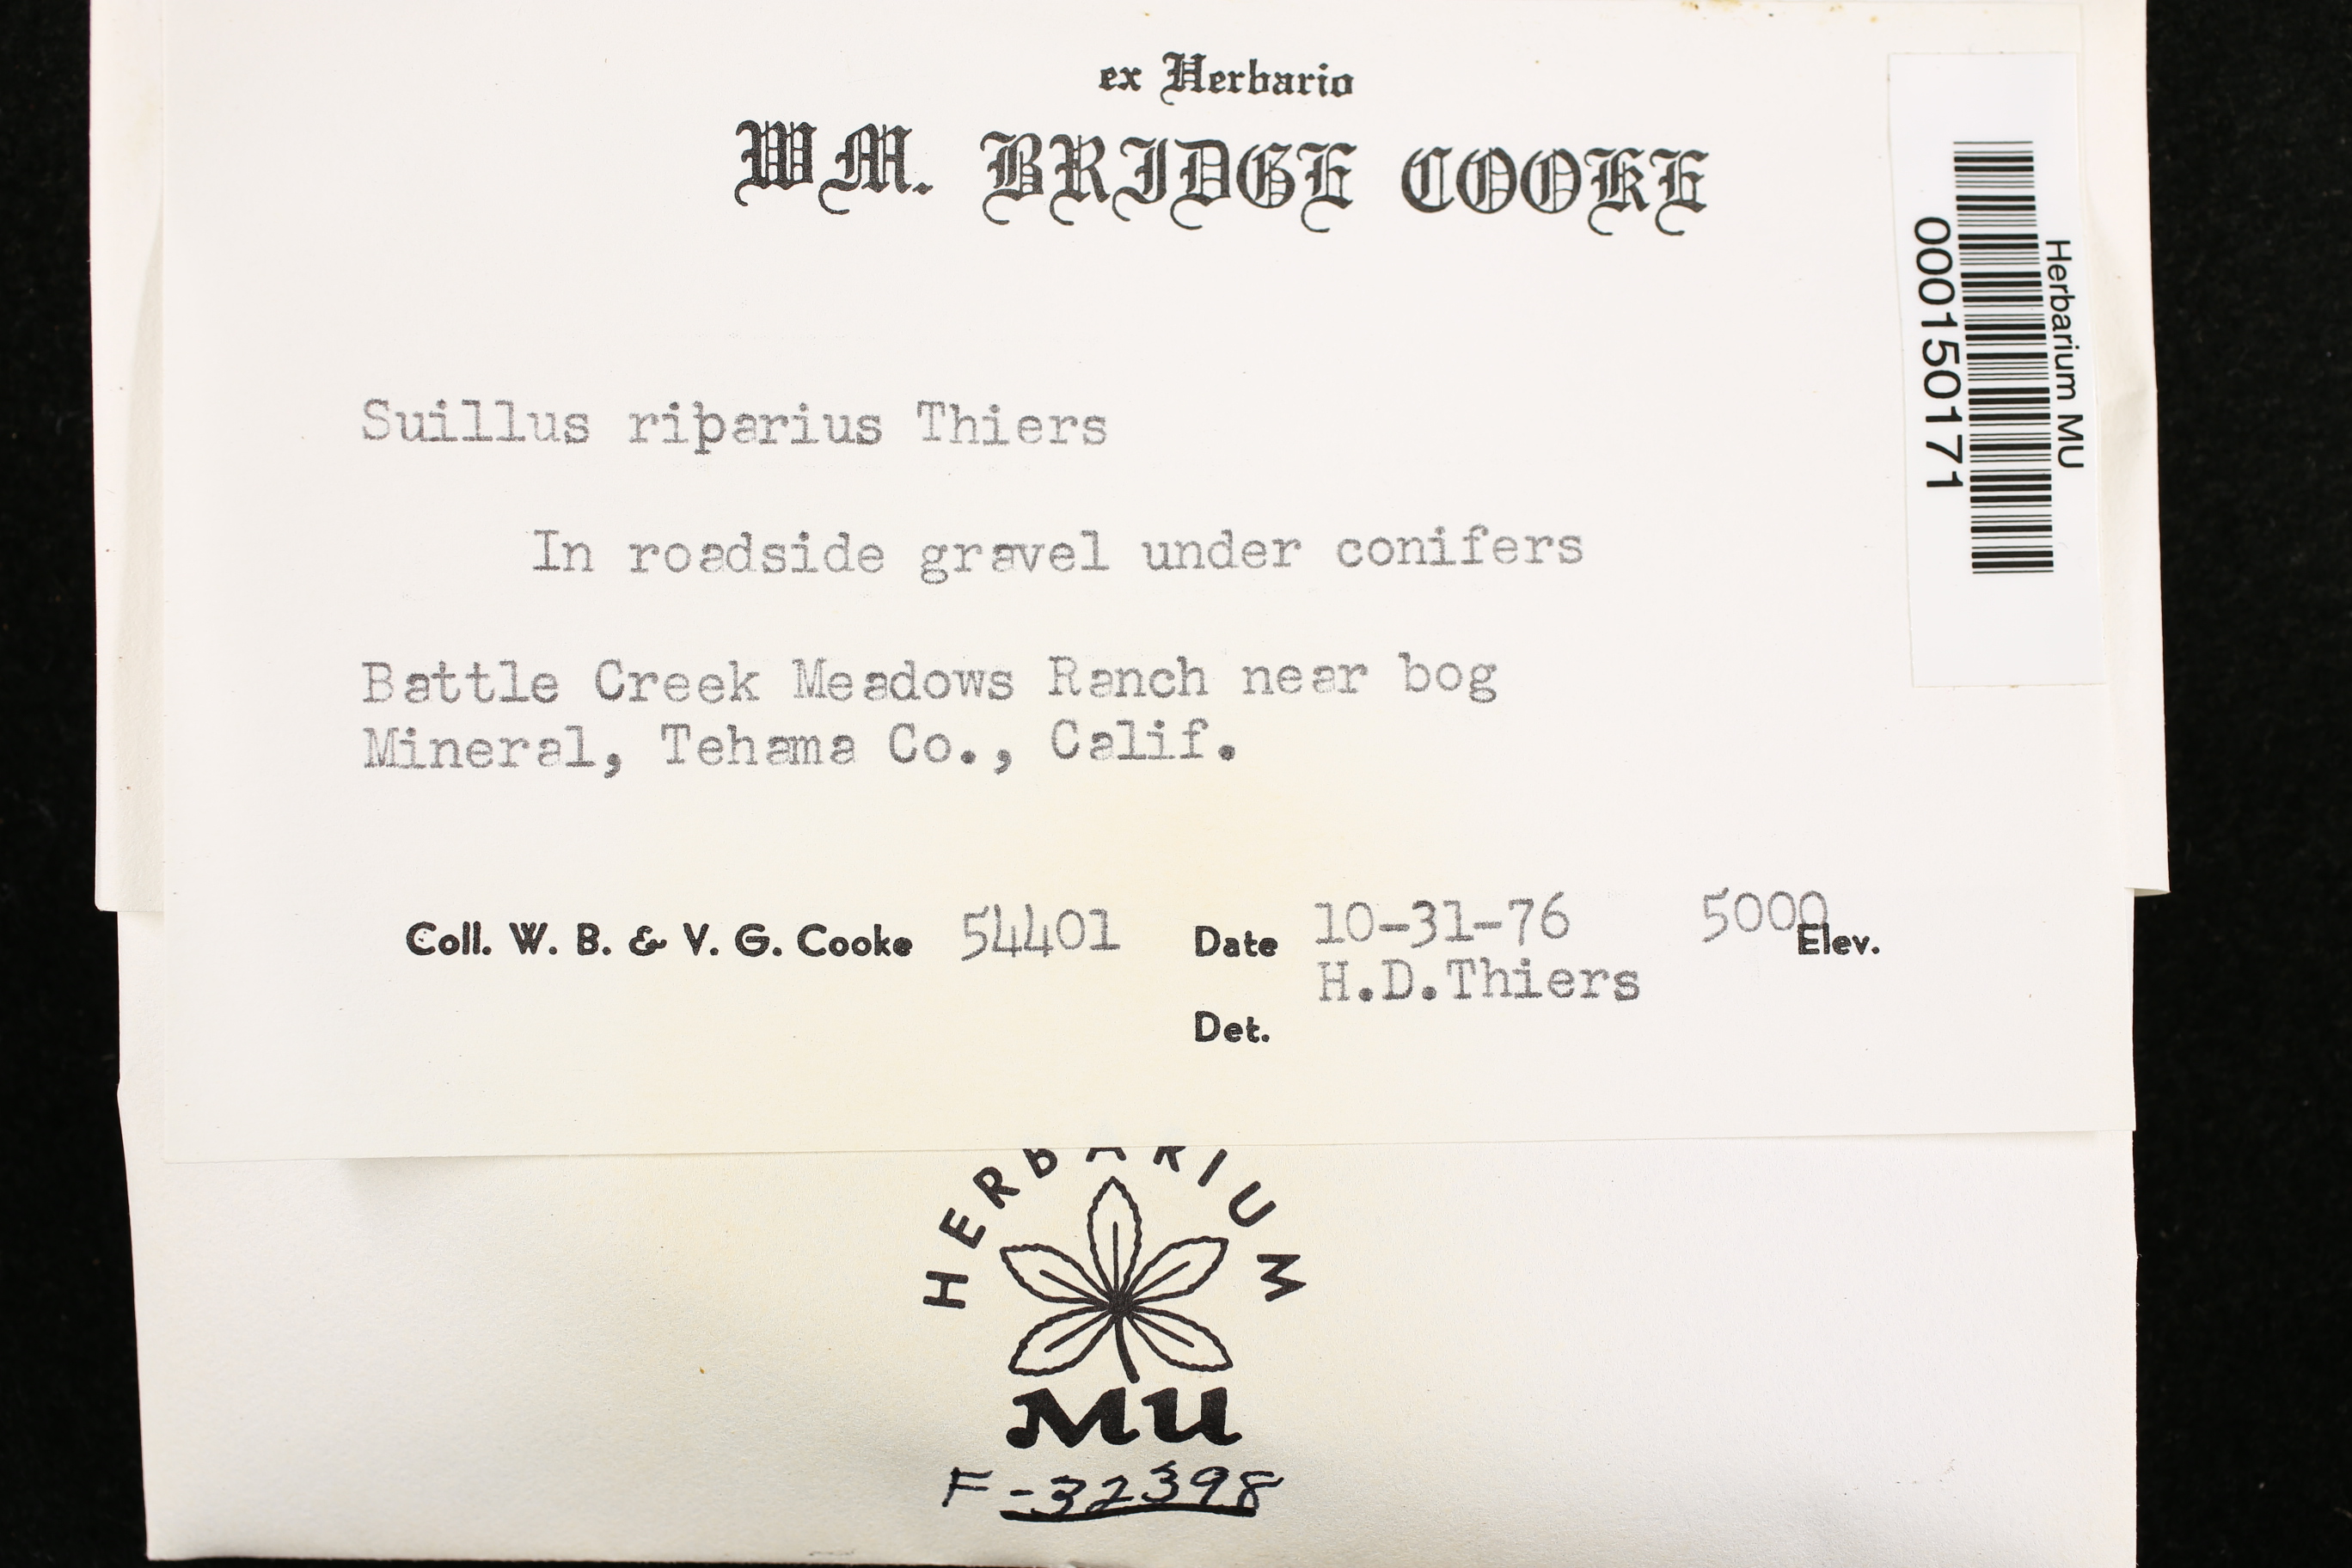 ex Herbario
WM. BRIDGE COOKE
Herbarium MU
000150171
Suillus riparius Thiers
In roadside gravel under conifers
Battle Creek Meadows Ranch near bog
Mineral, Tehama Co., Calif.
Coll. W. B. & V. G. Cooke 54401 Date 10-31-76 5000 Elev.
H.D.Thiers
Det.
HERBARIUM
MU
F-32398